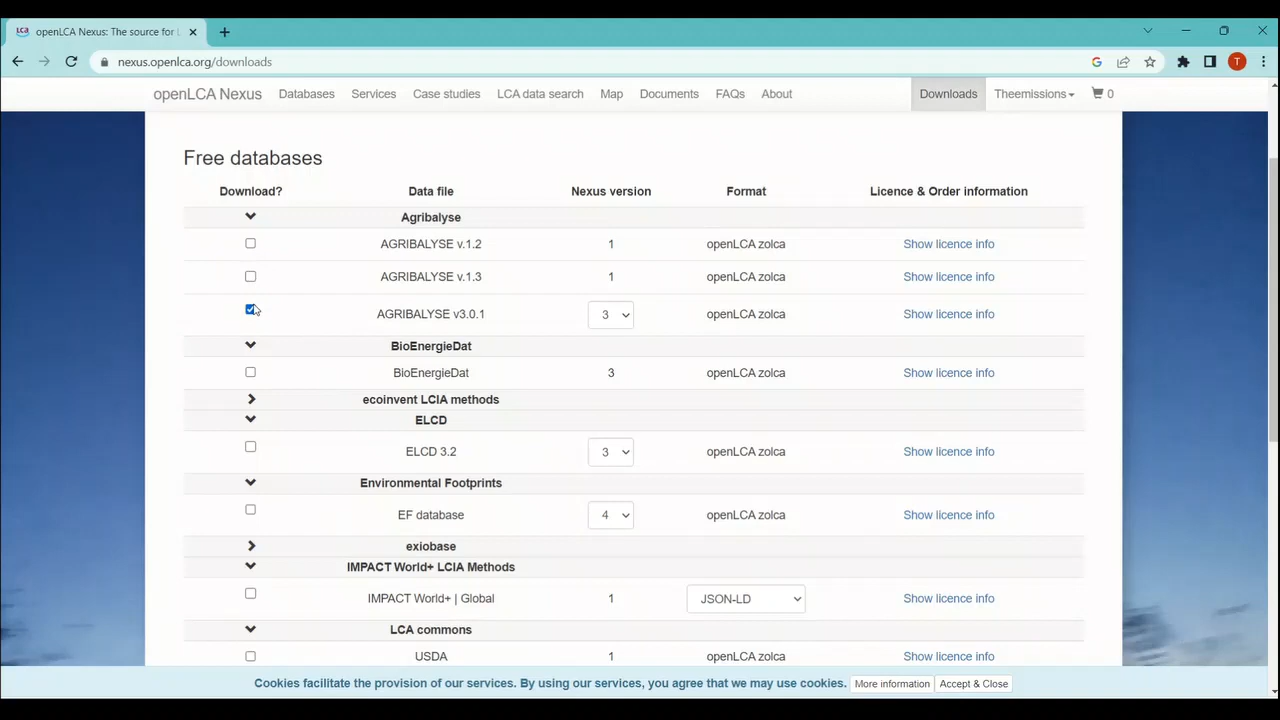 openLCA Nexus: The source for L
nexus.openlca.org/downloads
T
openLCA Nexus Databases Services Case studies LCA data search Map Documents FAQs About Downloads Theemissions 0
Free databases
Download? Data file Nexus version Format Licence & Order information
Agribalyse
AGRIBALYSE v.1.2 1 openLCA zolca Show licence info
AGRIBALYSE v.1.3 1 openLCA zolca Show licence info
AGRIBALYSE v3.0.1 3 openLCA zolca Show licence info
BioEnergieDat
BioEnergieDat 3 openLCA zolca Show licence info
ecoinvent LCIA methods
ELCD
ELCD 3.2 3 openLCA zolca Show licence info
Environmental Footprints
EF database 4 openLCA zolca Show licence info
exiobase
IMPACT World+ LCIA Methods
IMPACT World+ | Global 1 JSON-LD Show licence info
LCA commons
USDA 1 openLCA zolca Show licence info
Cookies facilitate the provision of our services. By using our services, you agree that we may use cookies. More information Accept & Close